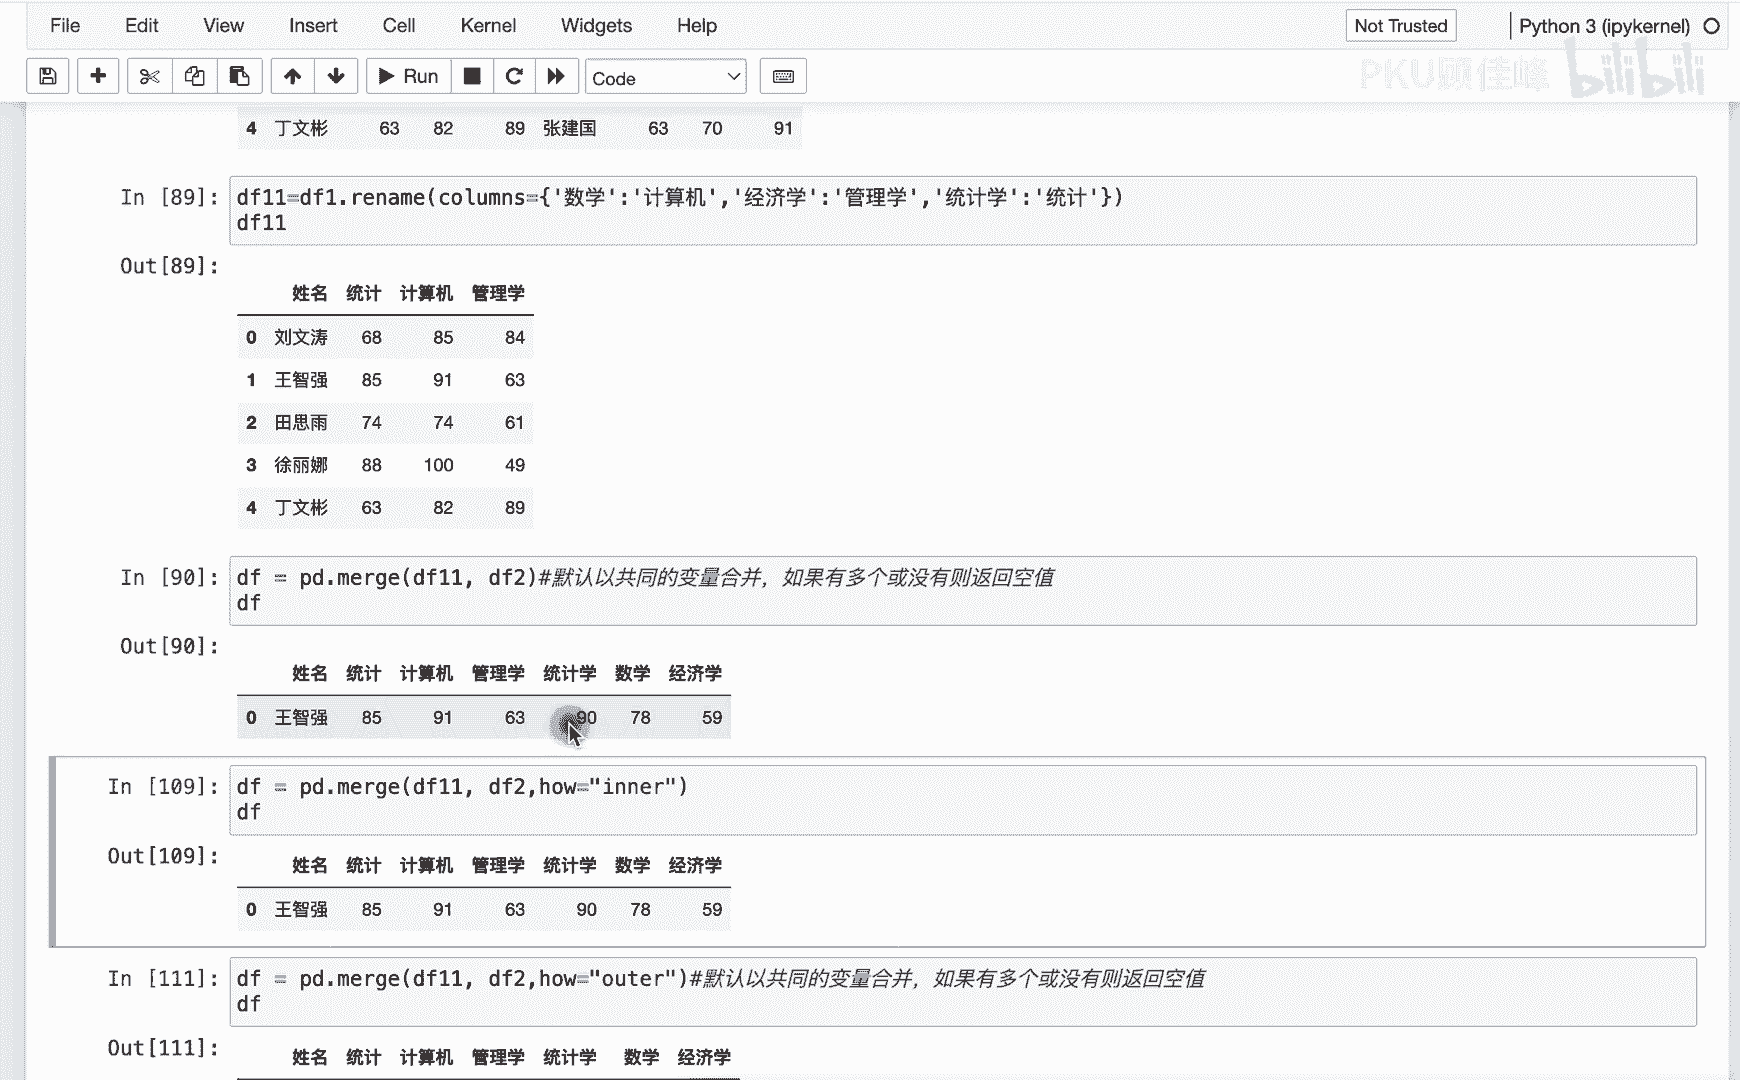 File Edit View Insert Cell Kernel Widgets Help Not Trusted Python 3 (ipykernel)
Run Code
PKU顾佳峰 bilibili
4 丁文彬 63 82 89 张建国 63 70 91
In [89]: df11=df1.rename(columns={'数学':'计算机','经济学':'管理学','统计学':'统计'})
df11
Out[89]:
姓名 统计 计算机 管理学
0 刘文涛 68 85 84
1 王智强 85 91 63
2 田思雨 74 74 61
3 徐丽娜 88 100 49
4 丁文彬 63 82 89
In [90]: df = pd.merge(df11, df2)#默认以共同的变量合并，如果有多个或没有则返回空值
df
Out[90]:
姓名 统计 计算机 管理学 统计学 数学 经济学
0 王智强 85 91 63 90 78 59
In [109]: df = pd.merge(df11, df2,how="inner")
df
Out[109]:
姓名 统计 计算机 管理学 统计学 数学 经济学
0 王智强 85 91 63 90 78 59
In [111]: df = pd.merge(df11, df2,how="outer")#默认以共同的变量合并，如果有多个或没有则返回空值
df
Out[111]:
姓名 统计 计算机 管理学 统计学 数学 经济学